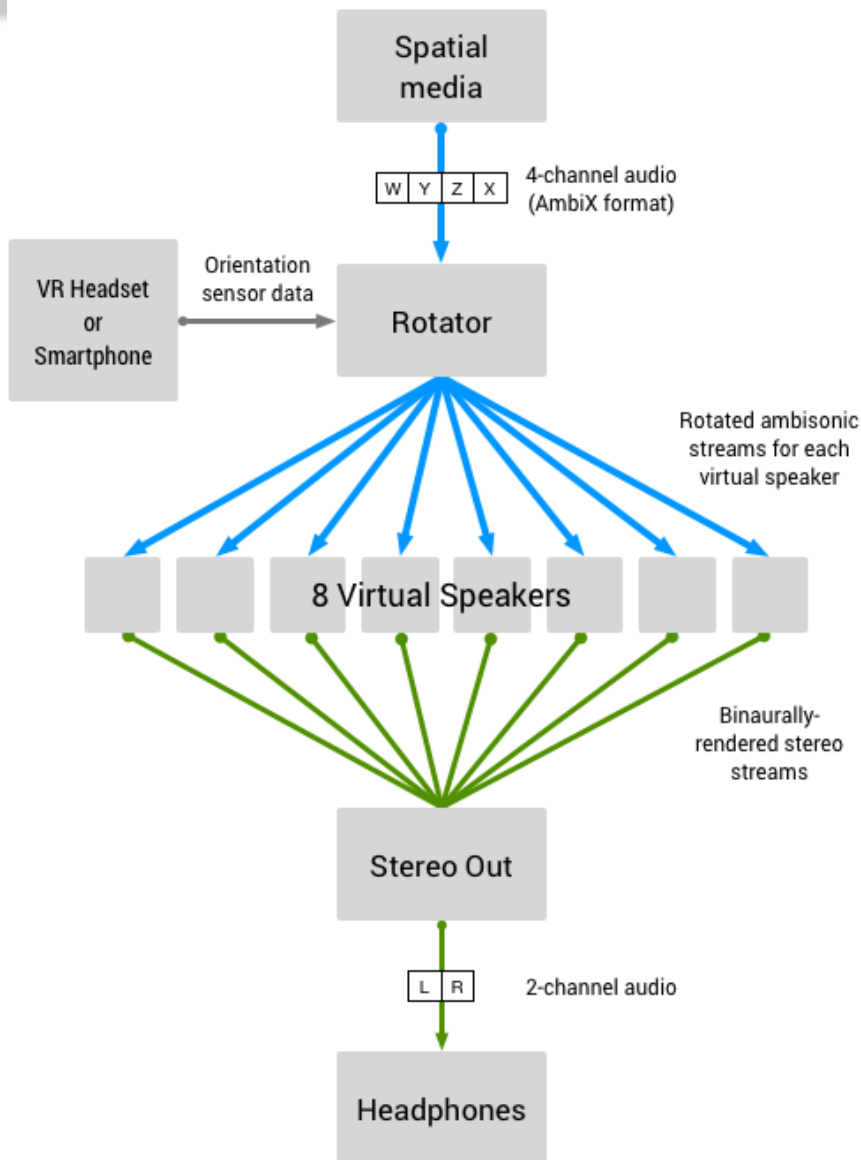 Spatial
media
W Y Z X
4-channel audio
(AmbiX format)
VR Headset
or
Smartphone
Orientation
sensor data
Rotator
Rotated ambisonic
streams for each
virtual speaker
8 Virtual Speakers
Binaurally-
rendered stereo
streams
Stereo Out
L R
2-channel audio
Headphones